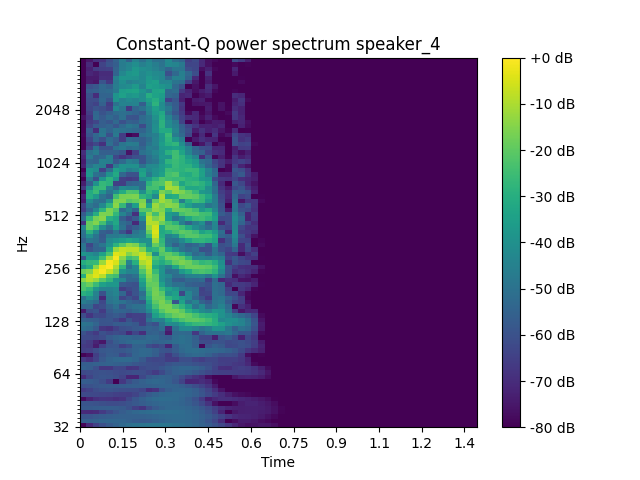 Constant-Q power spectrum speaker_4
Hz
2048
1024
512
256
128
64
32
0 0.15 0.3 0.45 0.6 0.75 0.9 1.1 1.2 1.4
Time
+0 dB
-10 dB
-20 dB
-30 dB
-40 dB
-50 dB
-60 dB
-70 dB
-80 dB